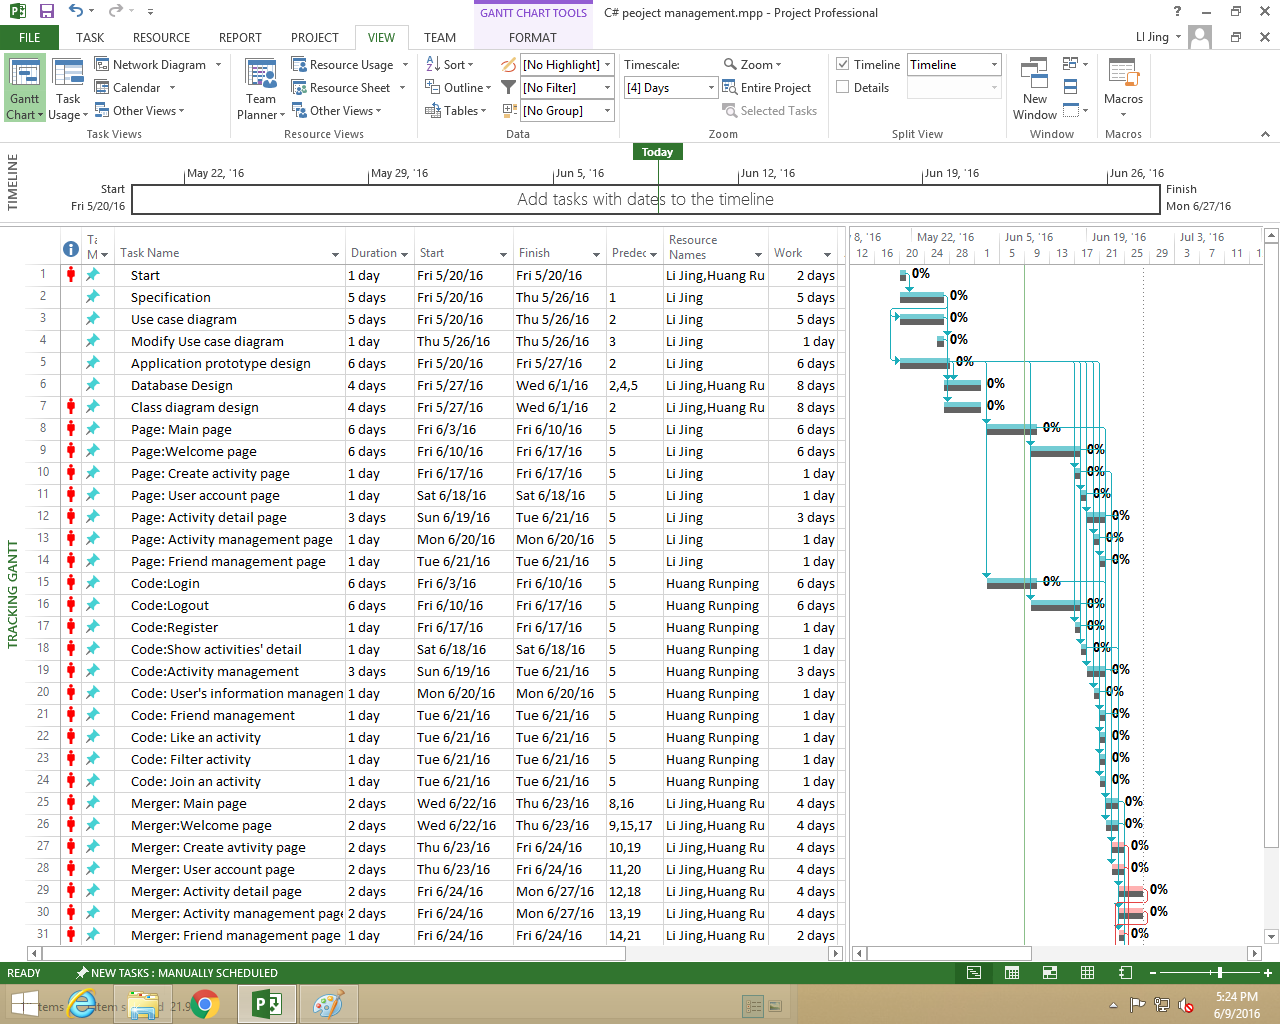 GANTT CHART TOOLS
C# peoject management.mpp - Project Professional
FILE TASK RESOURCE REPORT PROJECT VIEW TEAM FORMAT
LI Jing
Gantt Chart
Task Usage
Network Diagram
Calendar
Other Views
Task Views
Team Planner
Resource Usage
Resource Sheet
Other Views
Resource Views
Sort
Outline
Tables
[No Highlight]
[No Filter]
[No Group]
Data
Timescale:
[4] Days
Zoom
Entire Project
Selected Tasks
Zoom
Timeline
Timeline
Details
Split View
New Window
Window
Macros
Macros
TIMELINE
Today
May 22, '16 May 29, '16 Jun 5, '16 Jun 12, '16 Jun 19, '16 Jun 26, '16
Start
Fri 5/20/16
Add tasks with dates to the timeline
Finish
Mon 6/27/16
TRACKING GANTT
Ta M Task Name Duration Start Finish Predec Resource Names Work
8, '16 May 22, '16 Jun 5, '16 Jun 19, '16 Jul 3, '16
12 16 20 24 28 1 5 9 13 17 21 25 29 3 7 11 1
1 Start 1 day Fri 5/20/16 Fri 5/20/16 Li Jing,Huang Ru 2 days 0%
2 Specification 5 days Fri 5/20/16 Thu 5/26/16 1 Li Jing 5 days 0%
3 Use case diagram 5 days Fri 5/20/16 Thu 5/26/16 2 Li Jing 5 days 0%
4 Modify Use case diagram 1 day Thu 5/26/16 Thu 5/26/16 3 Li Jing 1 day 0%
5 Application prototype design 6 days Fri 5/20/16 Fri 5/27/16 2 Li Jing 6 days 0%
6 Database Design 4 days Fri 5/27/16 Wed 6/1/16 2,4,5 Li Jing,Huang Ru 8 days 0%
7 Class diagram design 4 days Fri 5/27/16 Wed 6/1/16 2 Li Jing,Huang Ru 8 days 0%
8 Page: Main page 6 days Fri 6/3/16 Fri 6/10/16 5 Li Jing 6 days 0%
9 Page:Welcome page 6 days Fri 6/10/16 Fri 6/17/16 5 Li Jing 6 days 0%
10 Page: Create activity page 1 day Fri 6/17/16 Fri 6/17/16 5 Li Jing 1 day 0%
11 Page: User account page 1 day Sat 6/18/16 Sat 6/18/16 5 Li Jing 1 day 0%
12 Page: Activity detail page 3 days Sun 6/19/16 Tue 6/21/16 5 Li Jing 3 days 0%
13 Page: Activity management page 1 day Mon 6/20/16 Mon 6/20/16 5 Li Jing 1 day 0%
14 Page: Friend management page 1 day Tue 6/21/16 Tue 6/21/16 5 Li Jing 1 day 0%
15 Code:Login 6 days Fri 6/3/16 Fri 6/10/16 5 Huang Runping 6 days 0%
16 Code:Logout 6 days Fri 6/10/16 Fri 6/17/16 5 Huang Runping 6 days 0%
17 Code:Register 1 day Fri 6/17/16 Fri 6/17/16 5 Huang Runping 1 day 0%
18 Code:Show activities' detail 1 day Sat 6/18/16 Sat 6/18/16 5 Huang Runping 1 day 0%
19 Code:Activity management 3 days Sun 6/19/16 Tue 6/21/16 5 Huang Runping 3 days 0%
20 Code: User's information managen 1 day Mon 6/20/16 Mon 6/20/16 5 Huang Runping 1 day 0%
21 Code: Friend management 1 day Tue 6/21/16 Tue 6/21/16 5 Huang Runping 1 day 0%
22 Code: Like an activity 1 day Tue 6/21/16 Tue 6/21/16 5 Huang Runping 1 day 0%
23 Code: Filter activity 1 day Tue 6/21/16 Tue 6/21/16 5 Huang Runping 1 day 0%
24 Code: Join an activity 1 day Tue 6/21/16 Tue 6/21/16 5 Huang Runping 1 day 0%
25 Merger: Main page 2 days Wed 6/22/16 Thu 6/23/16 8,16 Li Jing,Huang Ru 4 days 0%
26 Merger:Welcome page 2 days Wed 6/22/16 Thu 6/23/16 9,15,17 Li Jing,Huang Ru 4 days 0%
27 Merger: Create avtivity page 2 days Thu 6/23/16 Fri 6/24/16 10,19 Li Jing,Huang Ru 4 days 0%
28 Merger: User account page 2 days Thu 6/23/16 Fri 6/24/16 11,20 Li Jing,Huang Ru 4 days 0%
29 Merger: Activity detail page 2 days Fri 6/24/16 Mon 6/27/16 12,18 Li Jing,Huang Ru 4 days 0%
30 Merger: Activity management page 2 days Fri 6/24/16 Mon 6/27/16 13,19 Li Jing,Huang Ru 4 days 0%
31 Merger: Friend management page 1 day Fri 6/24/16 Fri 6/24/16 14,21 Li Jing,Huang Ru 2 days 0%
READY NEW TASKS : MANUALLY SCHEDULED
5:24 PM
6/9/2016